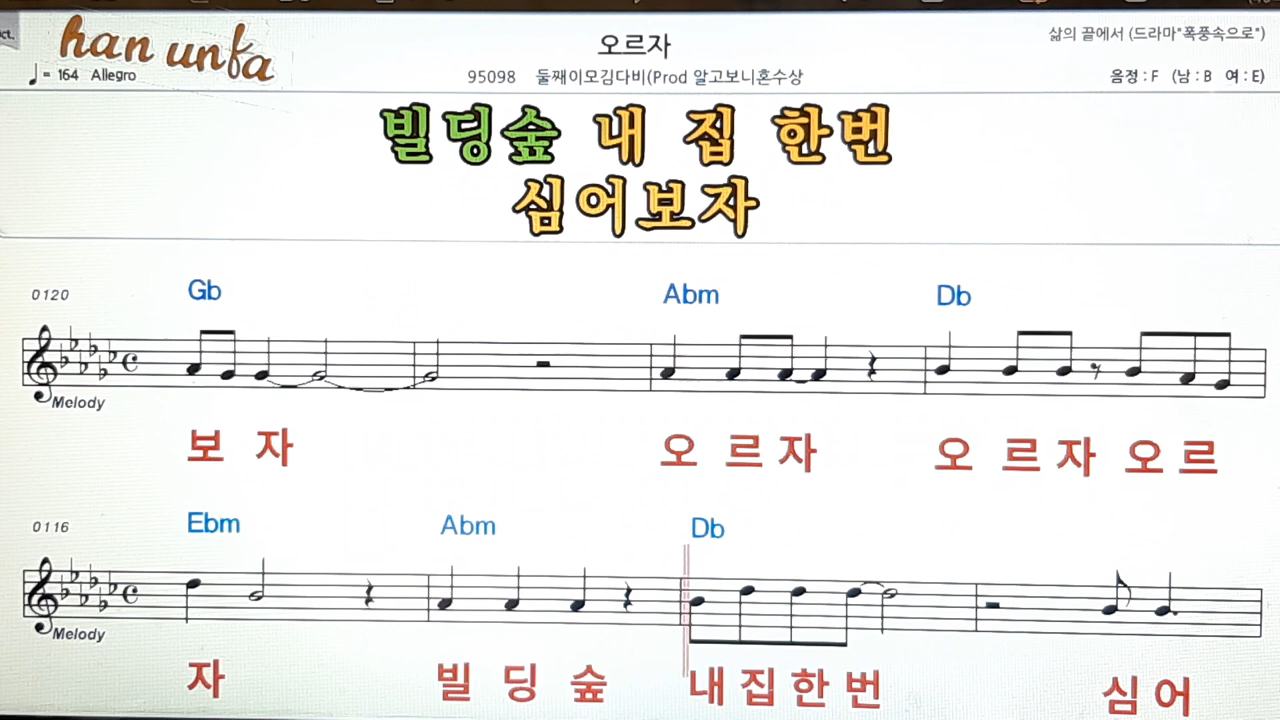 ct.
han unfa
오르자
삶의 끝에서 (드라마"폭풍속으로")
♩= 164 Allegro
95098 둘째이모김다비(Prod 알고보니혼수상
음정 : F (남 : B 여 : E)
빌딩숲 내 집 한번
심어보자
0120
Gb Abm Db
Melody
보 자 오 르 자 오 르 자 오 르
0116
Ebm Abm Db
Melody
자 빌 딩 숲 내 집 한 번 심 어